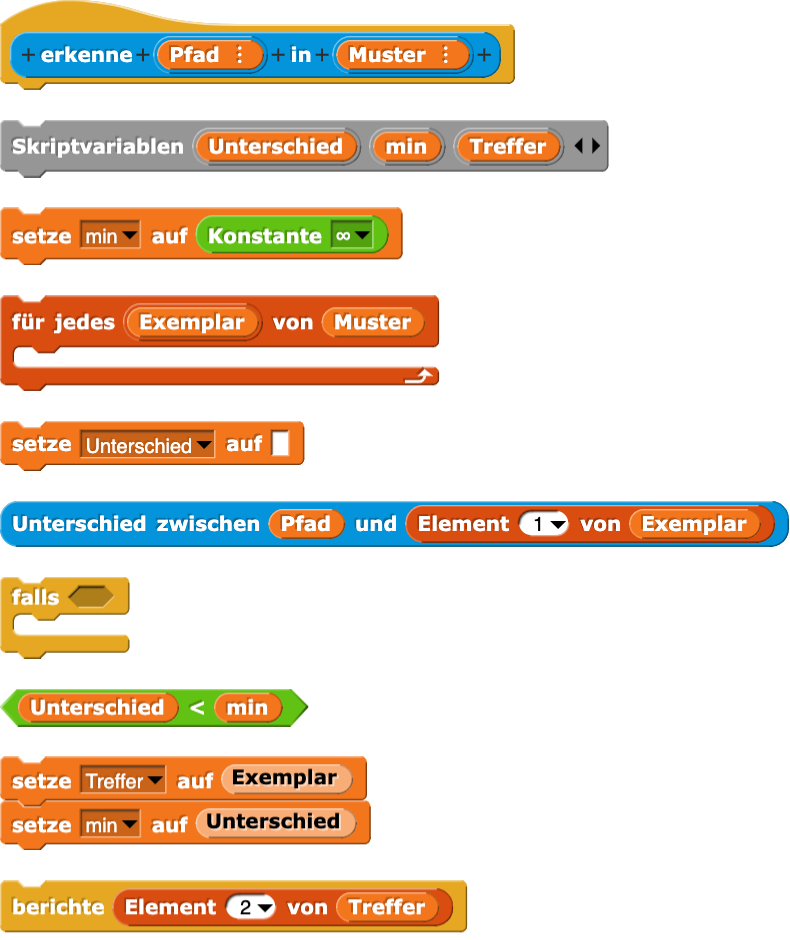 + erkenne + Pfad ⋮ + in + Muster ⋮ +
Skriptvariablen Unterschied min Treffer
setze min auf Konstante ∞
für jedes Exemplar von Muster
setze Unterschied auf
Unterschied zwischen Pfad und Element 1 von Exemplar
falls
Unterschied < min
setze Treffer auf Exemplar
setze min auf Unterschied
berichte Element 2 von Treffer